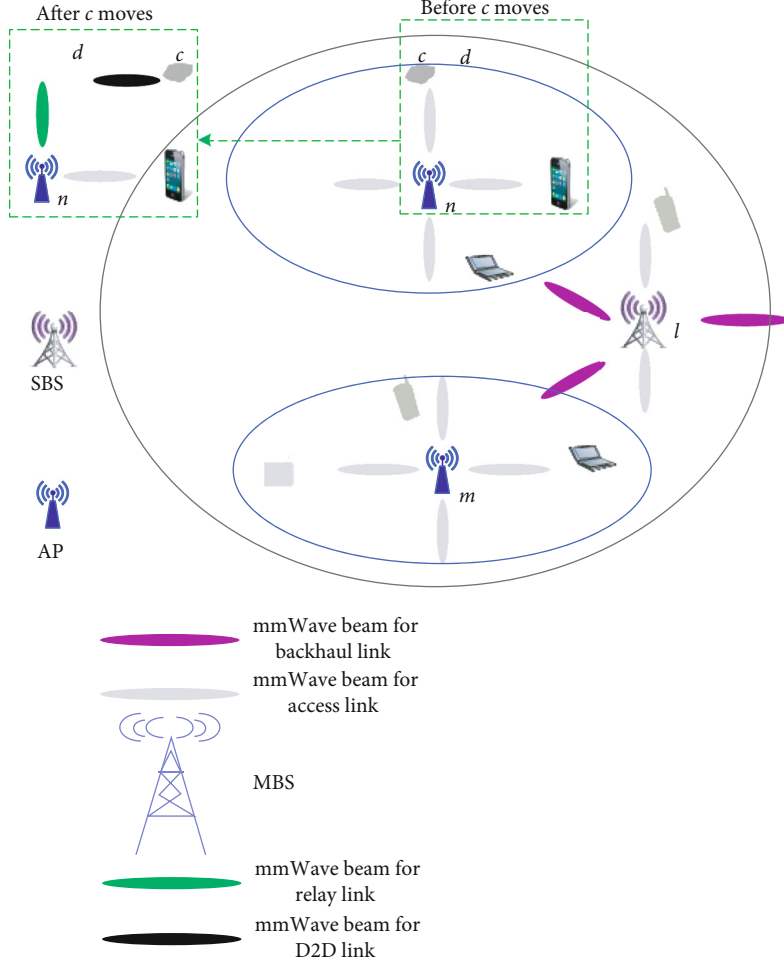 After c moves
Before c moves
d
c
c
d
n
n
l
SBS
m
AP
mmWave beam for
backhaul link
mmWave beam for
access link
MBS
mmWave beam for
relay link
mmWave beam for
D2D link